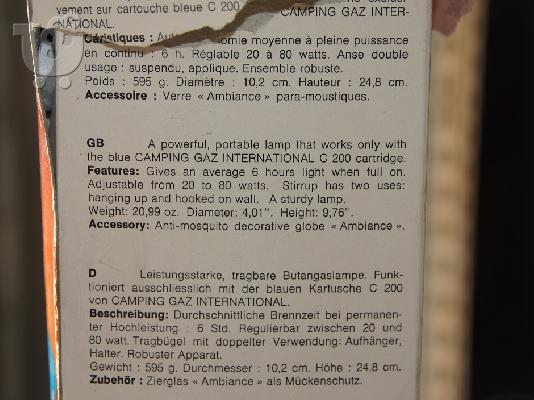 vement sur cartouche bleue C 200
CAMPING GAZ INTER-
NATIONAL.
Caristiques : nomie moyenne à pleine puissance
en continu : 6 h. Réglable 20 à 80 watts. Anse double
usage : suspendu, applique. Ensemble robuste.
Poids : 595 g. Diamètre : 10,2 cm. Hauteur : 24,8 cm.
Accessoire : Verre « Ambiance » para-moustiques.
GB A powerful, portable lamp that works only with
the blue CAMPING GAZ INTERNATIONAL C 200 cartridge.
Features: Gives an average 6 hours light when full on.
Adjustable from 20 to 80 watts. Stirrup has two uses:
hanging up and hooked on wall. A sturdy lamp.
Weight: 20,99 oz. Diameter: 4,01". Height: 9,76".
Accessory: Anti-mosquito decorative globe « Ambiance ».
D Leistungsstarke, tragbare Butangaslampe. Funk-
tioniert ausschliesslich mit der blauen Kartusche C 200
von CAMPING GAZ INTERNATIONAL.
Beschreibung: Durchschnittliche Brennzeit bei permanen-
ter Hochleistung : 6 Std. Regulierbar zwischen 20 und
80 watt. Tragbügel mit doppelter Verwendung: Aufhänger,
Halter. Robuster Apparat.
Gewicht : 595 g. Durchmesser : 10,2 cm. Höhe : 24,8 cm.
Zubehör : Zierglas « Ambiance » als Mückenschutz.